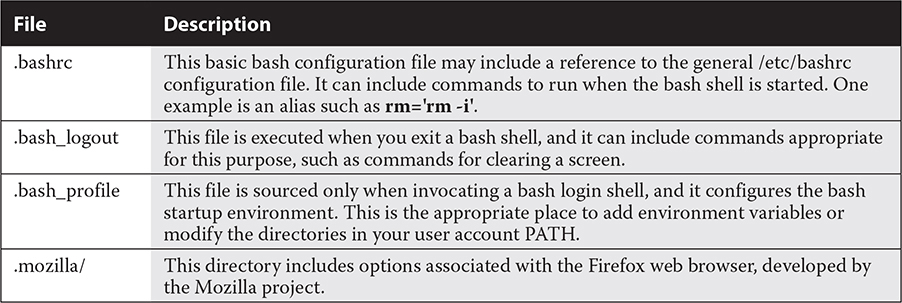 File Description
.bashrc This basic bash configuration file may include a reference to the general /etc/bashrc
configuration file. It can include commands to run when the bash shell is started. One
example is an alias such as rm='rm -i'.
.bash_logout This file is executed when you exit a bash shell, and it can include commands appropriate
for this purpose, such as commands for clearing a screen.
.bash_profile This file is sourced only when invocating a bash login shell, and it configures the bash
startup environment. This is the appropriate place to add environment variables or
modify the directories in your user account PATH.
.mozilla/ This directory includes options associated with the Firefox web browser, developed by
the Mozilla project.